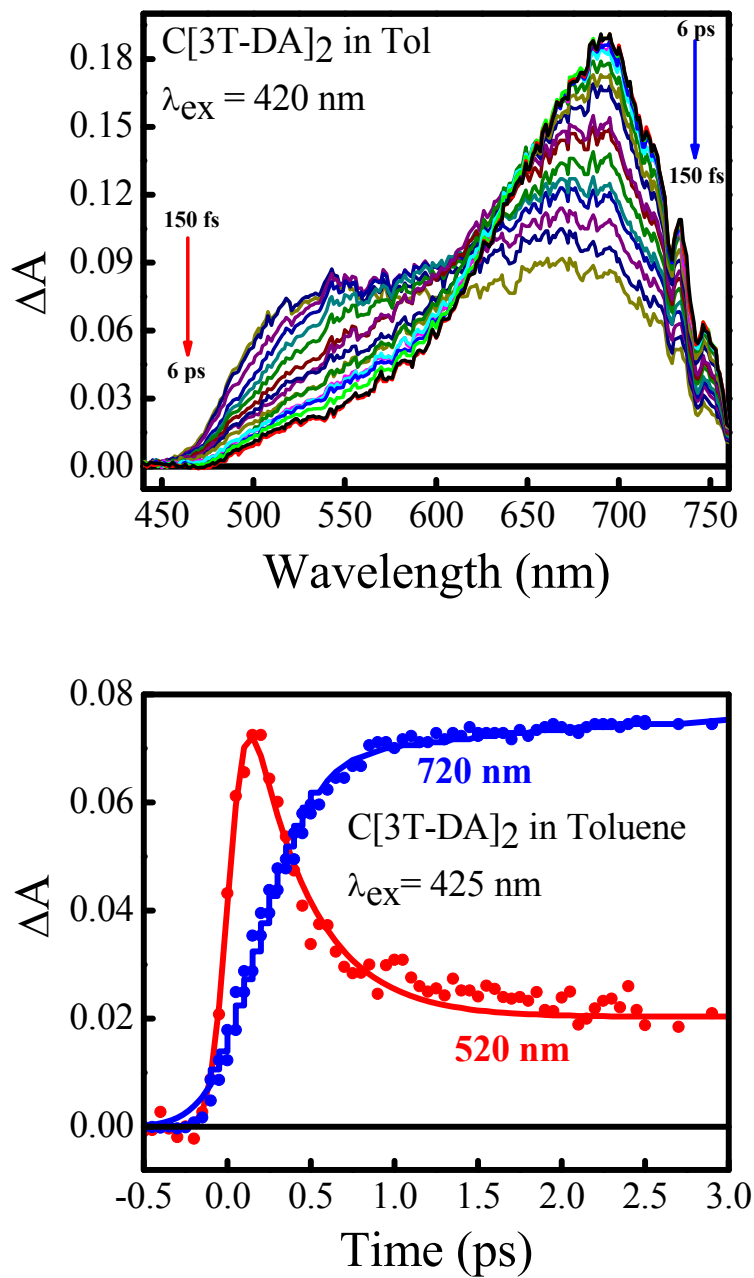 0.18
0.15
0.12
0.09
0.06
0.03
0.00
ΔA
C[3T-DA]2 in Tol
λex = 420 nm
6 ps
150 fs
150 fs
6 ps
450 500 550 600 650 700 750
Wavelength (nm)
0.08
0.06
0.04
0.02
0.00
ΔA
720 nm
C[3T-DA]2 in Toluene
λex= 425 nm
520 nm
-0.5 0.0 0.5 1.0 1.5 2.0 2.5 3.0
Time (ps)